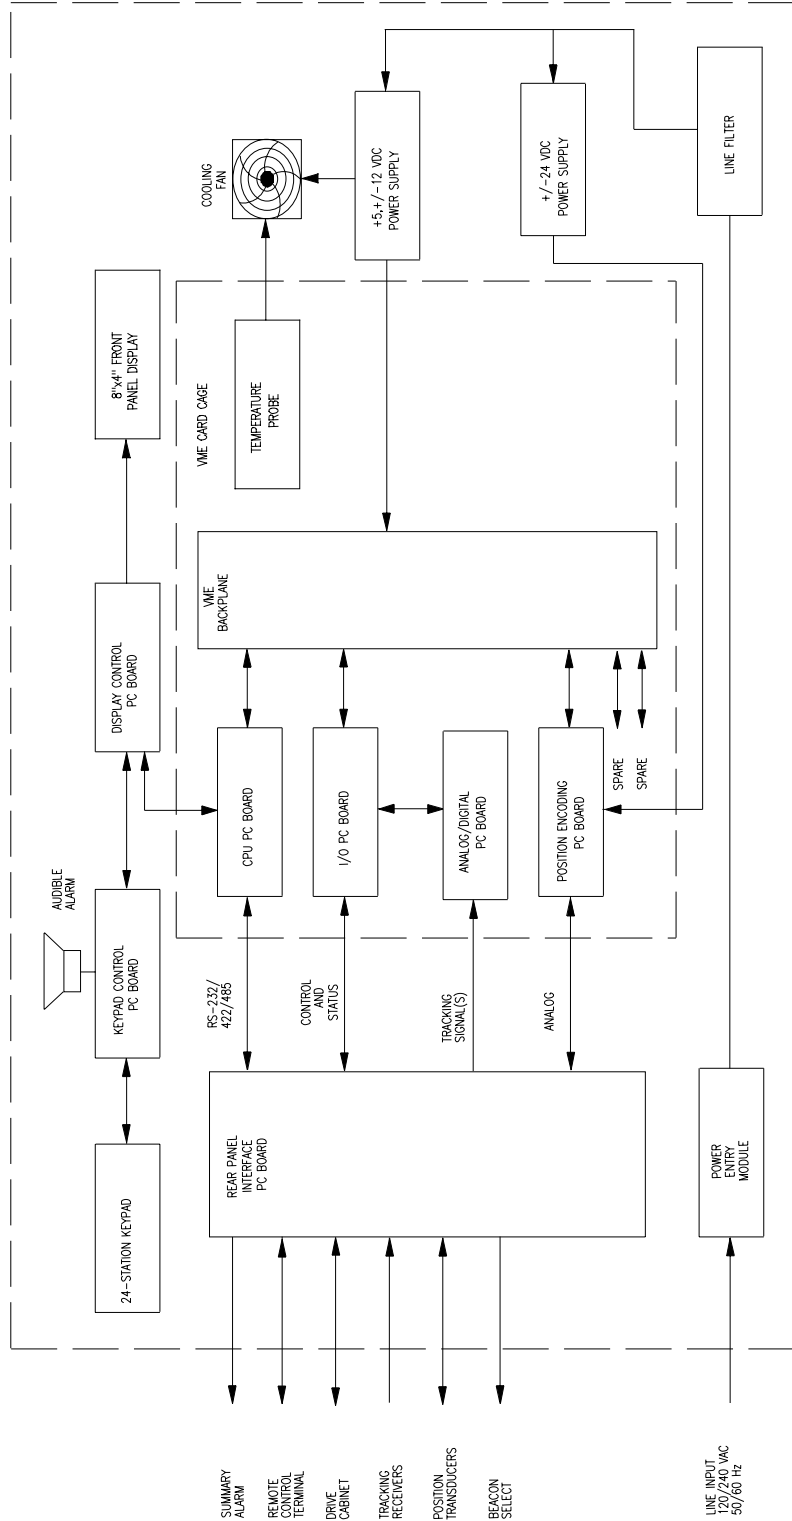 24-STATION KEYPAD
KEYPAD CONTROL
PC BOARD
AUDIBLE
ALARM
DISPLAY CONTROL
PC BOARD
8"x4" FRONT
PANEL DISPLAY
COOLING
FAN
SUMMARY
ALARM
REMOTE
CONTROL
TERMINAL
DRIVE
CABINET
TRACKING
RECEIVERS
POSITION
TRANSDUCERS
BEACON
SELECT
REAR PANEL
INTERFACE
PC BOARD
RS-232/
422/485
CONTROL
AND
STATUS
TRACKING
SIGNAL(S)
ANALOG
CPU PC BOARD
I/O PC BOARD
ANALOG/DIGITAL
PC BOARD
POSITION ENCODING
PC BOARD
SPARE
SPARE
VME
BACKPLANE
VME CARD CAGE
TEMPERATURE
PROBE
+5,+/-12 VDC
POWER SUPPLY
+/-24 VDC
POWER SUPPLY
LINE FILTER
POWER
ENTRY
MODULE
LINE INPUT
120/240 VAC
50/60 Hz